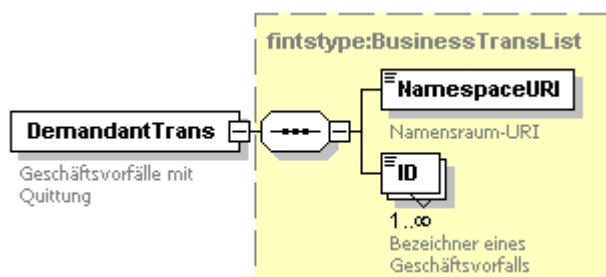 fintstype:BusinessTransList
NamespaceURI
Namensraum-URI
DemandantTrans
Geschäftsvorfälle mit
Quittung
ID
1..∞
Bezeichner eines
Geschäftsvorfalls